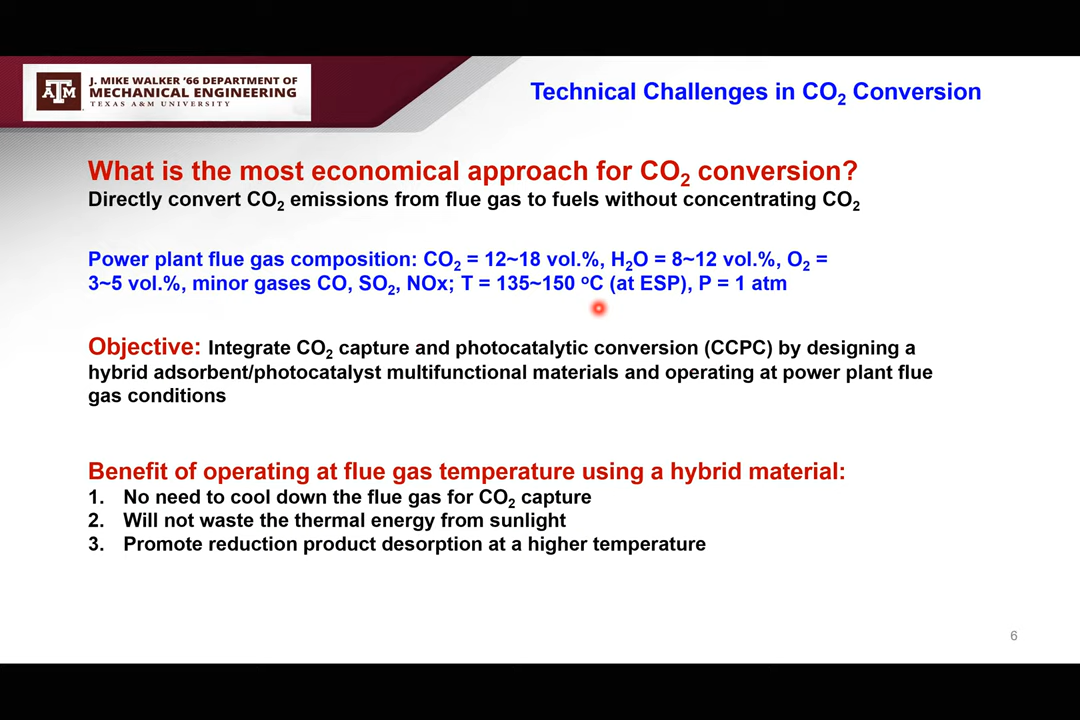 J. MIKE WALKER '66 DEPARTMENT OF
MECHANICAL ENGINEERING
TEXAS A&M UNIVERSITY
ATM
Technical Challenges in CO₂ Conversion
What is the most economical approach for CO₂ conversion?
Directly convert CO₂ emissions from flue gas to fuels without concentrating CO₂
Power plant flue gas composition: CO₂ = 12~18 vol.%, H₂O = 8~12 vol.%, O₂ =
3~5 vol.%, minor gases CO, SO₂, NOx; T = 135~150 ºC (at ESP), P = 1 atm
Objective: Integrate CO₂ capture and photocatalytic conversion (CCPC) by designing a
hybrid adsorbent/photocatalyst multifunctional materials and operating at power plant flue
gas conditions
Benefit of operating at flue gas temperature using a hybrid material:
1. No need to cool down the flue gas for CO₂ capture
2. Will not waste the thermal energy from sunlight
3. Promote reduction product desorption at a higher temperature
6